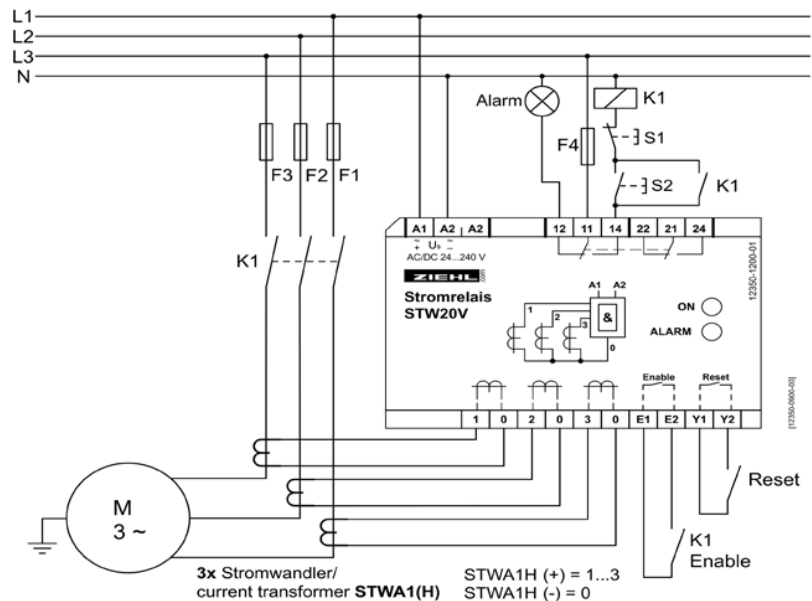 L1
L2
L3
N
Alarm
K1
S1
F4
F3 F2 F1
S2 K1
K1
A1 A2 A2 12 11 14 22 21 24
~ Us ~
+ –
AC/DC 24...240 V
ZIEHL.com
Stromrelais
STW20V
A1 A2
1
2
3
&
0
ON
ALARM
12350-1200-01
Enable Reset
1 0 2 0 3 0 E1 E2 Y1 Y2
[12350-0900-03]
M
3 ~
Reset
K1
Enable
3x Stromwandler/
current transformer STWA1(H)
STWA1H (+) = 1...3
STWA1H (-) = 0